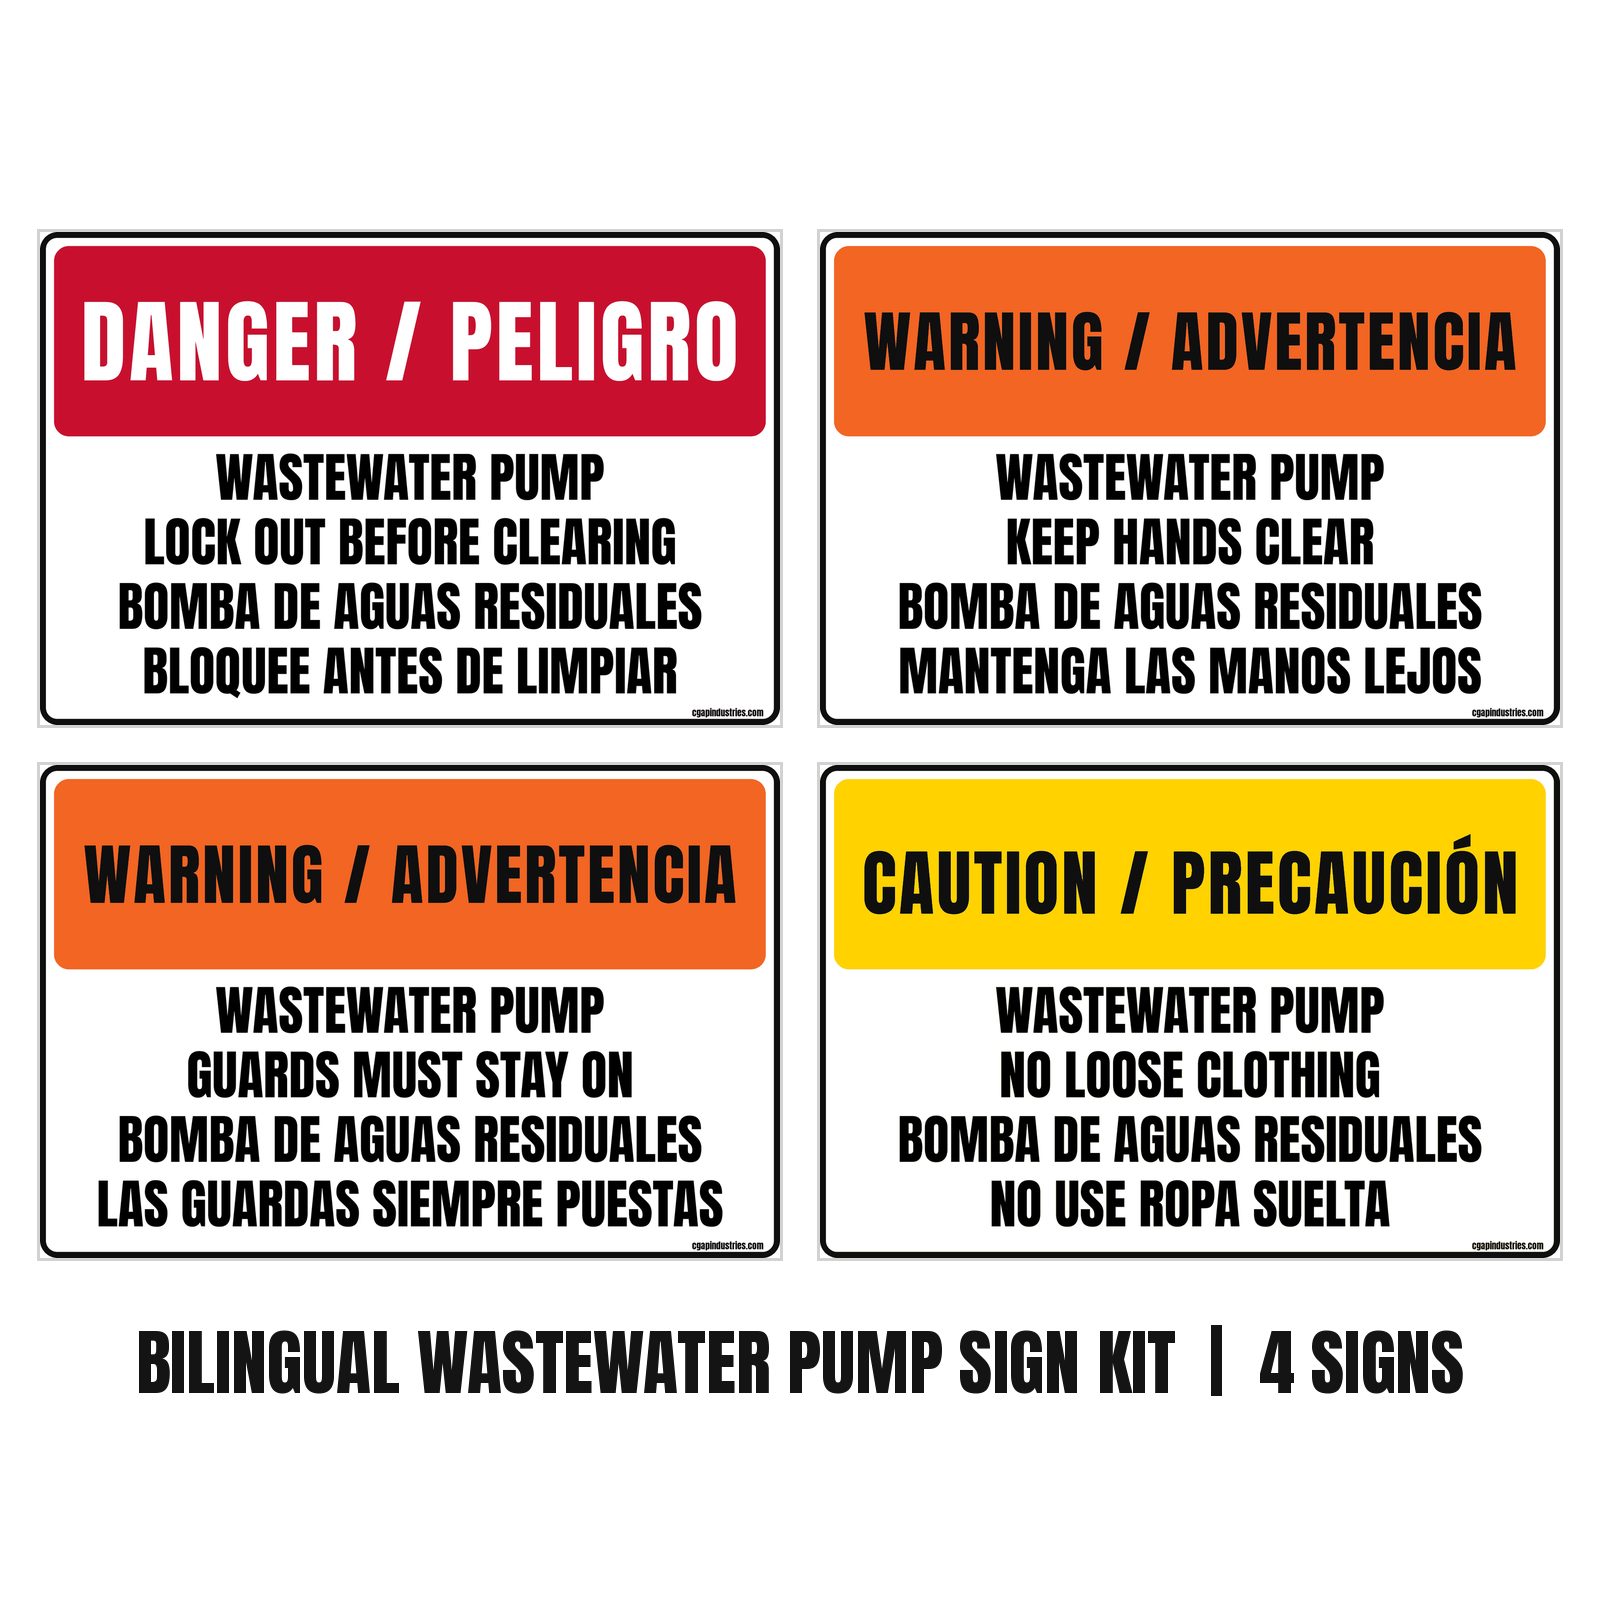 DANGER / PELIGRO
WASTEWATER PUMP
LOCK OUT BEFORE CLEARING
BOMBA DE AGUAS RESIDUALES
BLOQUEE ANTES DE LIMPIAR
cgapindustries.com
WARNING / ADVERTENCIA
WASTEWATER PUMP
KEEP HANDS CLEAR
BOMBA DE AGUAS RESIDUALES
MANTENGA LAS MANOS LEJOS
cgapindustries.com
WARNING / ADVERTENCIA
WASTEWATER PUMP
GUARDS MUST STAY ON
BOMBA DE AGUAS RESIDUALES
LAS GUARDAS SIEMPRE PUESTAS
cgapindustries.com
CAUTION / PRECAUCIÓN
WASTEWATER PUMP
NO LOOSE CLOTHING
BOMBA DE AGUAS RESIDUALES
NO USE ROPA SUELTA
cgapindustries.com
BILINGUAL WASTEWATER PUMP SIGN KIT | 4 SIGNS